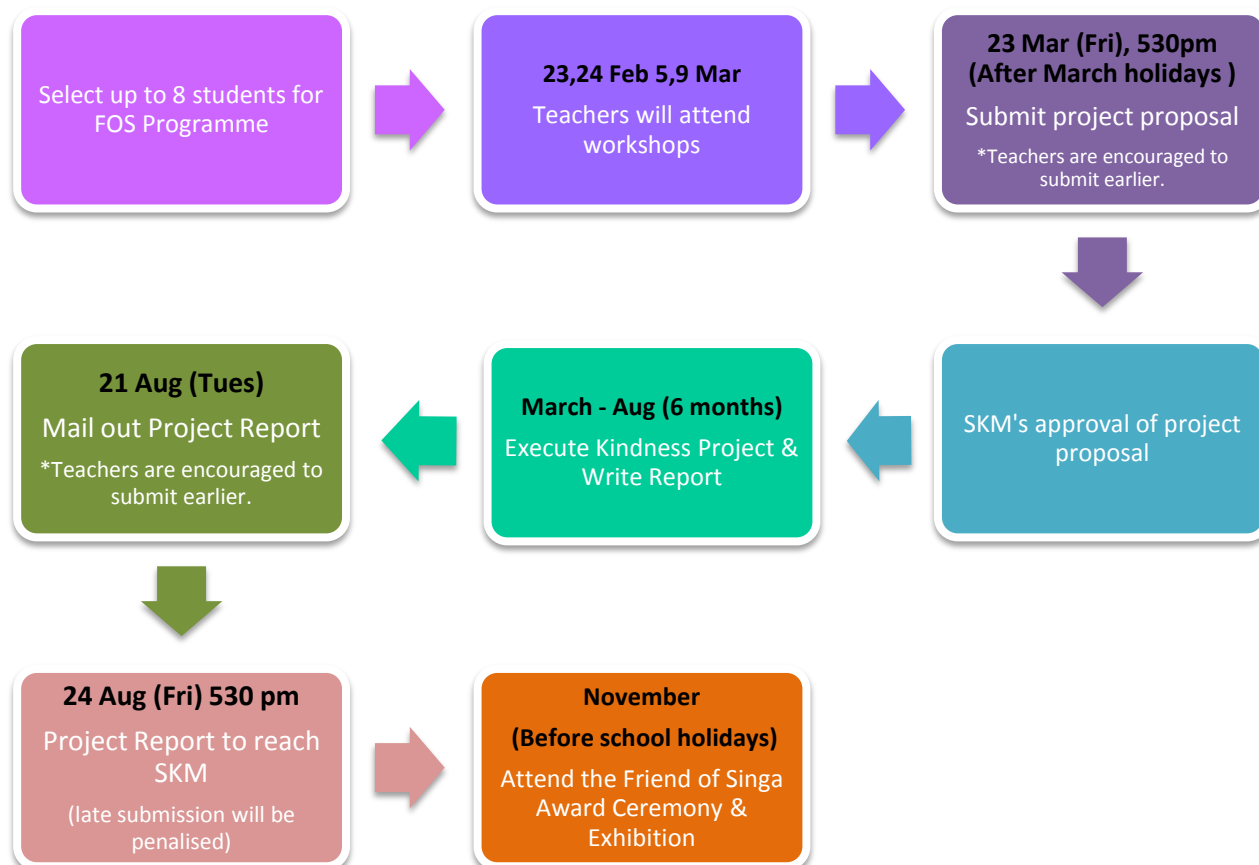 Select up to 8 students for
FOS Programme
23,24 Feb 5,9 Mar
Teachers will attend
workshops
23 Mar (Fri), 530pm
(After March holidays )
Submit project proposal
*Teachers are encouraged to
submit earlier.
SKM's approval of project
proposal
March - Aug (6 months)
Execute Kindness Project &
Write Report
21 Aug (Tues)
Mail out Project Report
*Teachers are encouraged to
submit earlier.
24 Aug (Fri) 530 pm
Project Report to reach
SKM
(late submission will be
penalised)
November
(Before school holidays)
Attend the Friend of Singa
Award Ceremony &
Exhibition